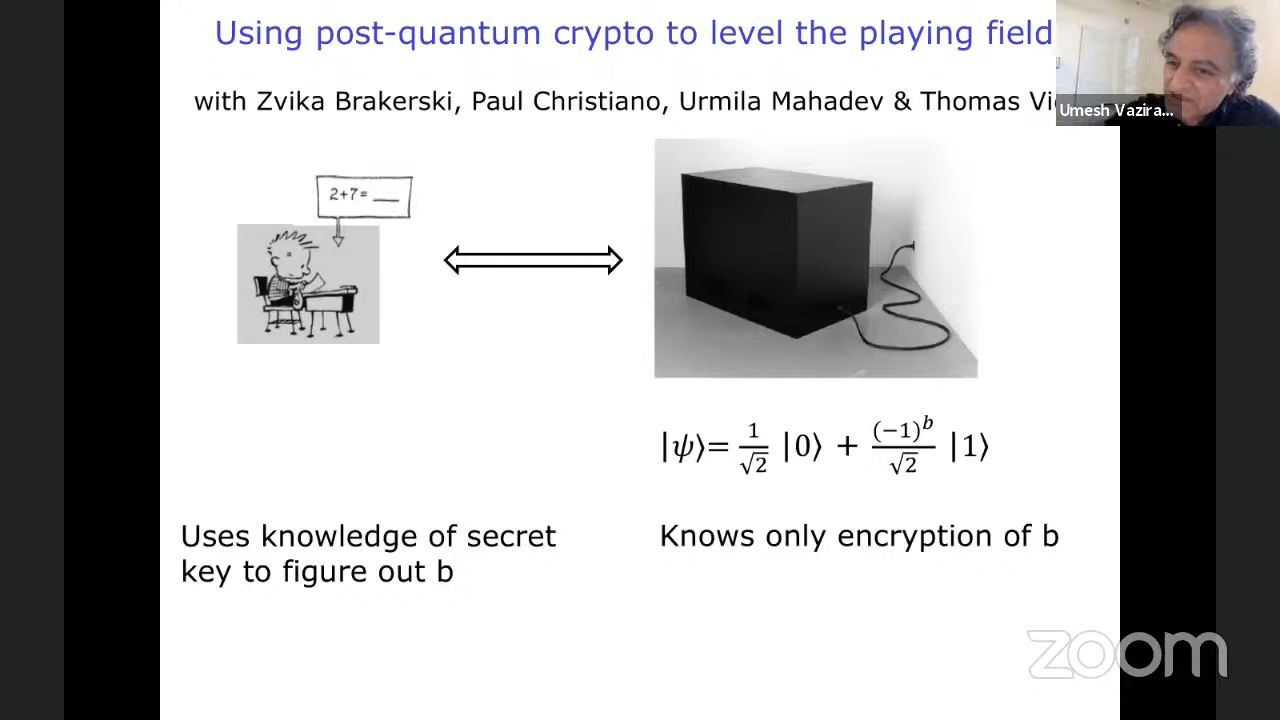 Using post-quantum crypto to level the playing field
with Zvika Brakerski, Paul Christiano, Urmila Mahadev & Thomas
Umesh Vazira...
2+7= __
|ψ⟩= 1/√2 |0⟩ + (−1)^b/√2 |1⟩
Uses knowledge of secret
key to figure out b
Knows only encryption of b
zoom